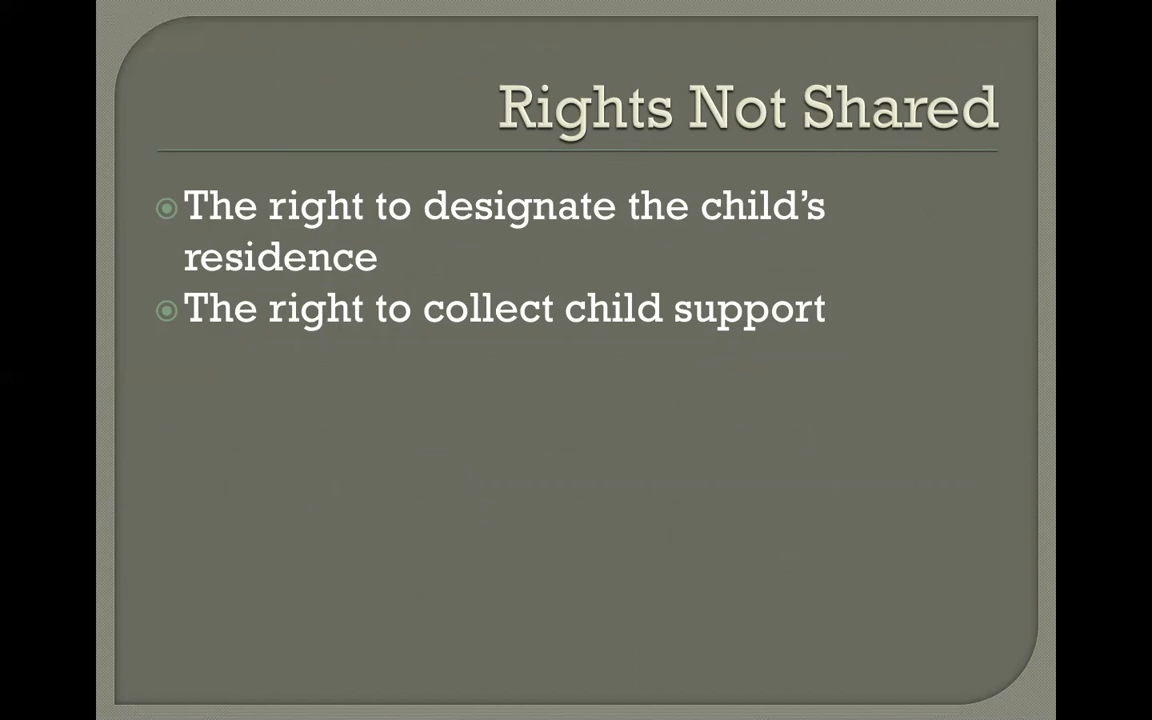 Rights Not Shared
The right to designate the child’s
residence
The right to collect child support